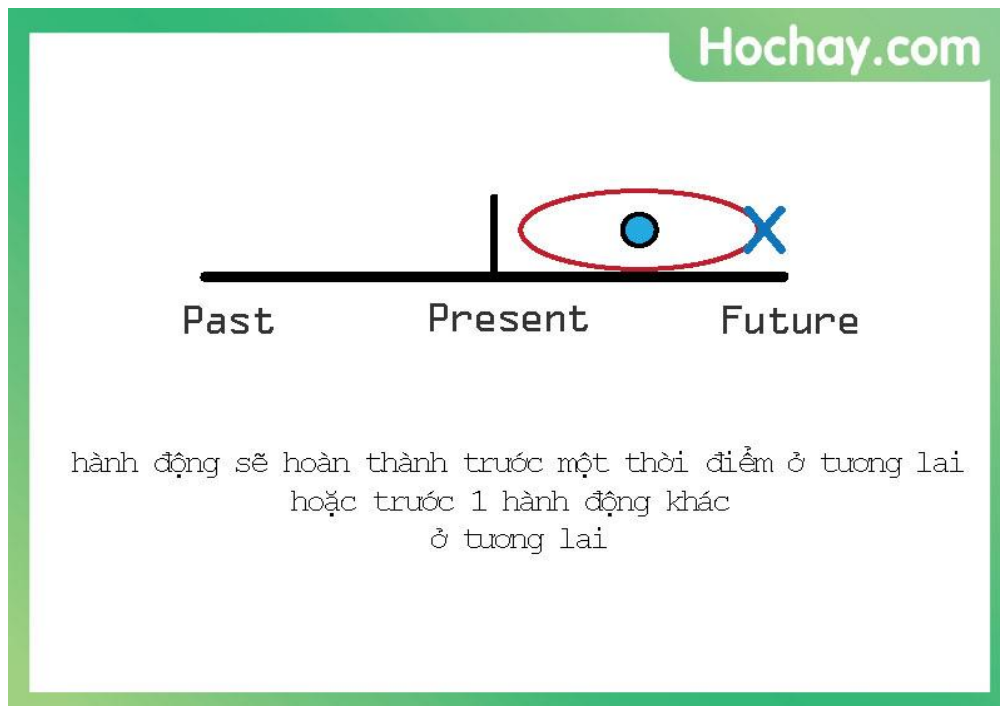 Hochay.com
Past Present Future
hành động sẽ hoàn thành trước một thời điểm ở tương lai
hoặc trước 1 hành động khác
ở tương lai